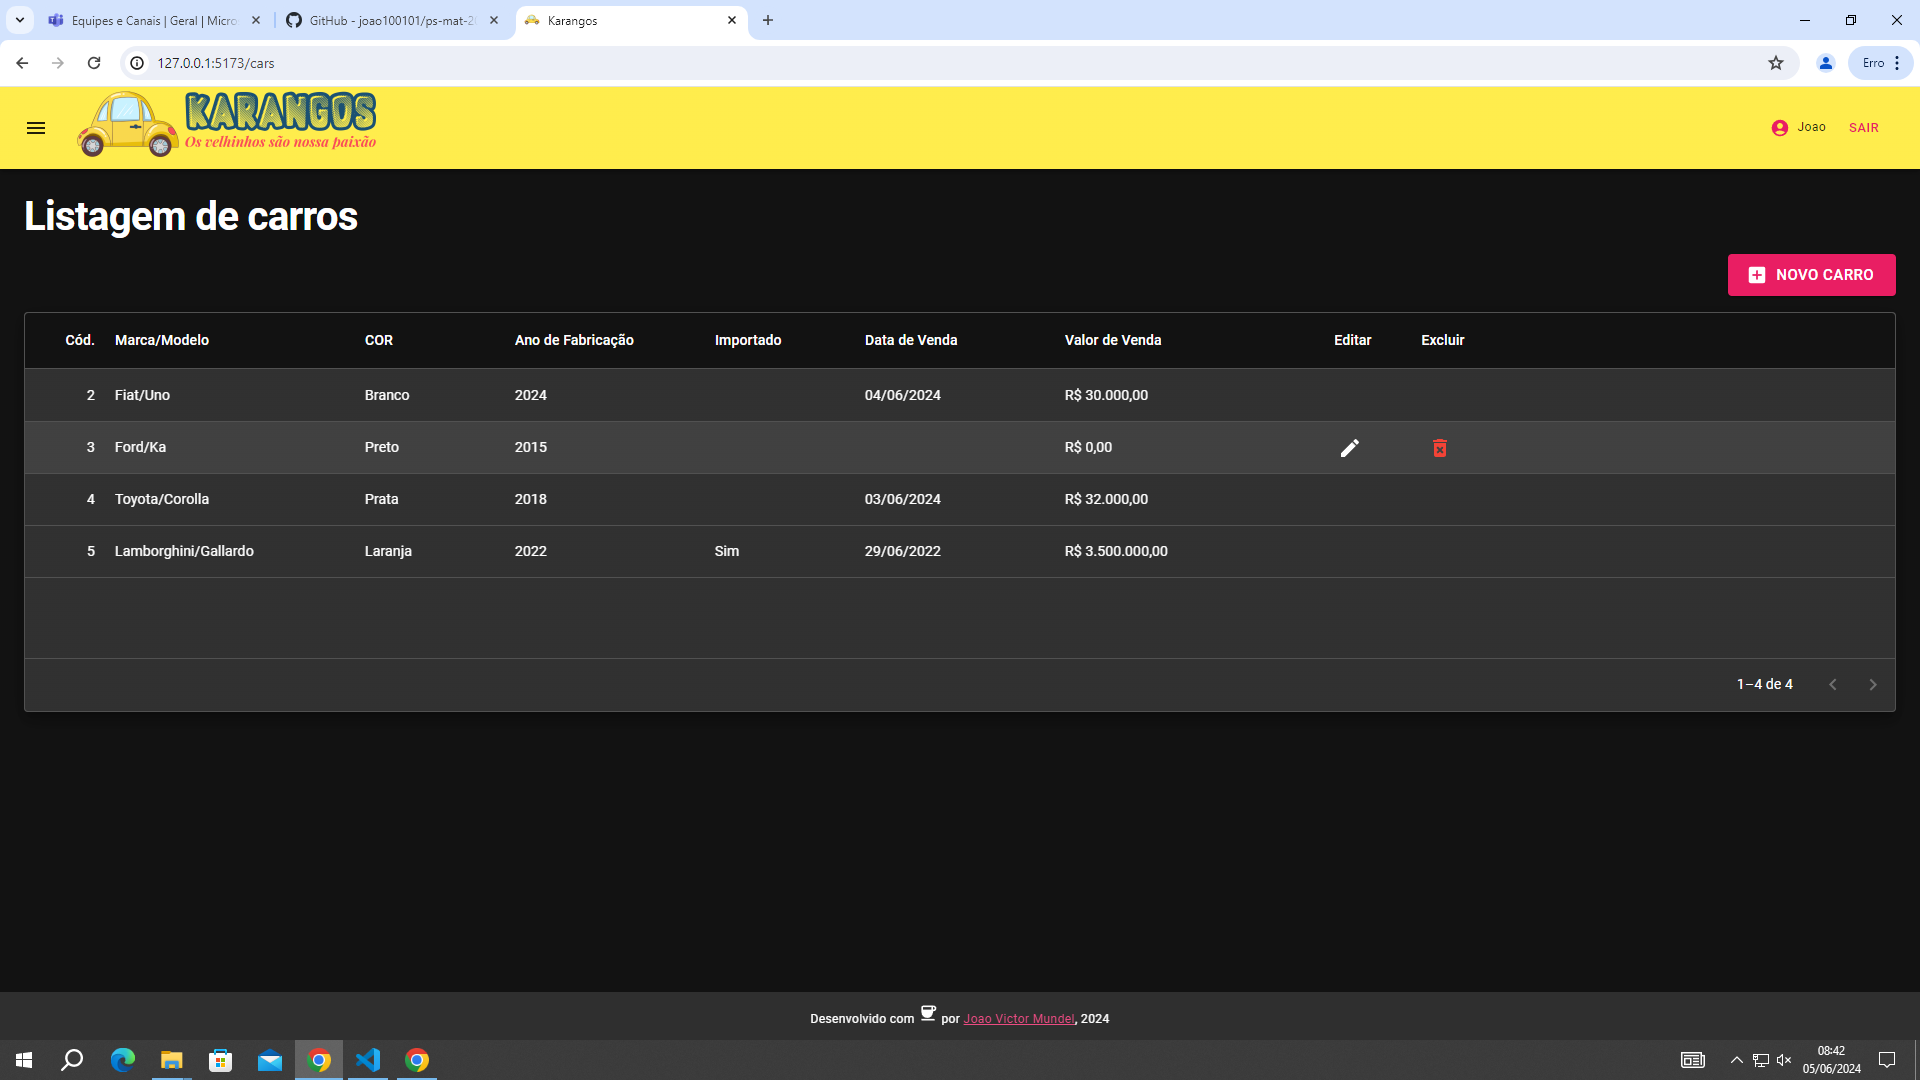 Equipes e Canais | Geral | Micro
GitHub - joao100101/ps-mat-20
Karangos
127.0.0.1:5173/cars
Erro
KARANGOS
Os velhinhos são nossa paixão
Joao
SAIR
Listagem de carros
NOVO CARRO
Cód. Marca/Modelo COR Ano de Fabricação Importado Data de Venda Valor de Venda Editar Excluir
2 Fiat/Uno Branco 2024 04/06/2024 R$ 30.000,00
3 Ford/Ka Preto 2015 R$ 0,00
4 Toyota/Corolla Prata 2018 03/06/2024 R$ 32.000,00
5 Lamborghini/Gallardo Laranja 2022 Sim 29/06/2022 R$ 3.500.000,00
1–4 de 4
Desenvolvido com por Joao Victor Mundel, 2024
08:42
05/06/2024